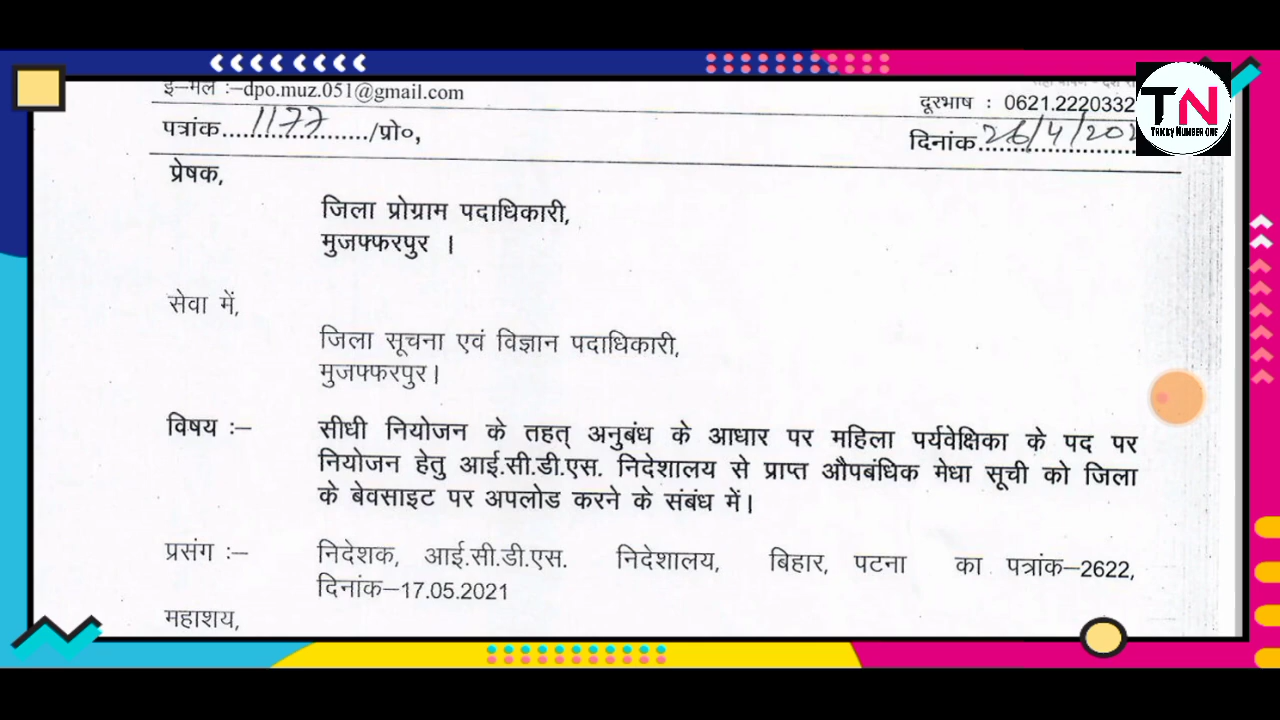 इ–मेल :–dpo.muz.051@gmail.com
दूरभाष : 0621.2220332
पत्रांक....1177....../प्रो०,
दिनांक..26/4/20
प्रेषक,
जिला प्रोग्राम पदाधिकारी,
मुजफ्फरपुर ।
सेवा में,
जिला सूचना एवं विज्ञान पदाधिकारी,
मुजफ्फरपुर।
विषय :– सीधी नियोजन के तहत् अनुबंध के आधार पर महिला पर्यवेक्षिका के पद पर
नियोजन हेतु आई.सी.डी.एस. निदेशालय से प्राप्त औपबंधिक मेधा सूची को जिला
के बेवसाइट पर अपलोड करने के संबंध में।
प्रसंग :– निदेशक, आई.सी.डी.एस. निदेशालय, बिहार, पटना का पत्रांक–2622,
दिनांक–17.05.2021
महाशय,
TN
TRICKY NUMBER ONE